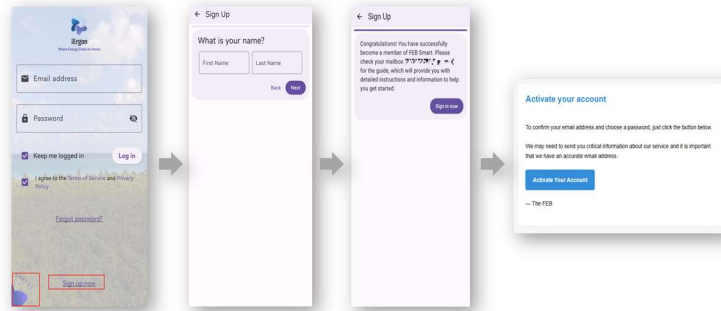 iErgon
Where Energy Finds Its Home
Email address
Password
Keep me logged in
Log in
I agree to the Terms of Service and Privacy
Policy
Forgot password?
Sign up now
← Sign Up
What is your name?
First Name
Last Name
Back
Next
← Sign Up
Congratulations! You have successfully
become a member of FEB Smart. Please
check your mailbox
for the guide, which will provide you with
detailed instructions and information to help
you get started.
Sign in now
Activate your account
To confirm your email address and choose a password, just click the button below.
We may need to send you critical information about our service and it is important
that we have an accurate email address.
Activate Your Account
— The FEB